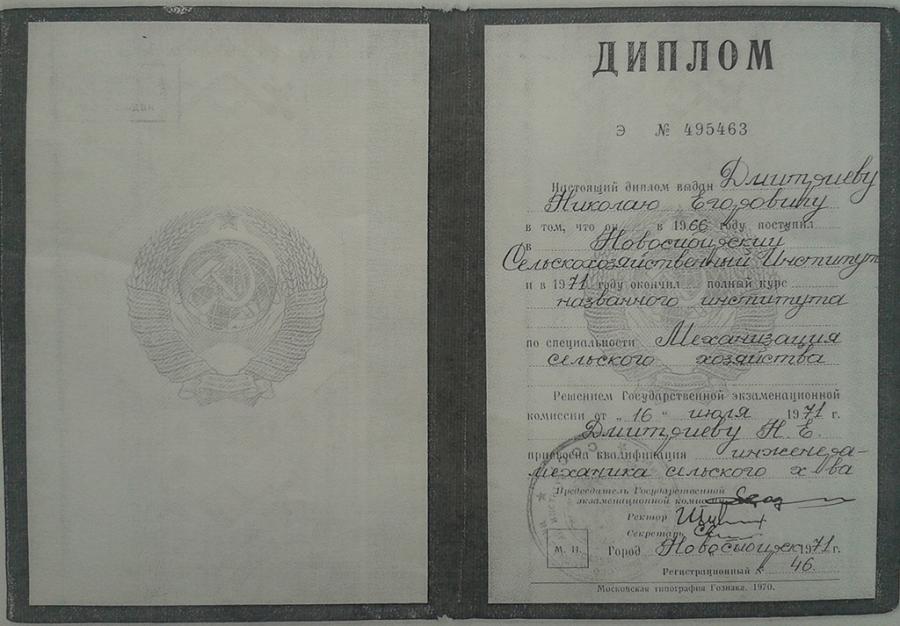 ДИПЛОМ
Э № 495463
Настоящий диплом выдан Дмитриеву
Николаю Егоровичу
в том, что он в 1966 году поступил
в Новосибирский
Сельскохозяйственный Институт
и в 1971 году окончил полный курс
названного института
по специальности Механизация
сельского хозяйства
Решением Государственной экзаменационной
комиссии от „16“ июля 1971 г.
Дмитриеву Н. Е.
присвоена квалификация инженера-
механика сельского х-ва
Председатель Государственной
экзаменационной комиссии
Ректор
Секретарь
М. П. Город Новосибирск 1971 г.
Регистрационный № 46.
Московская типография Гознака. 1970.